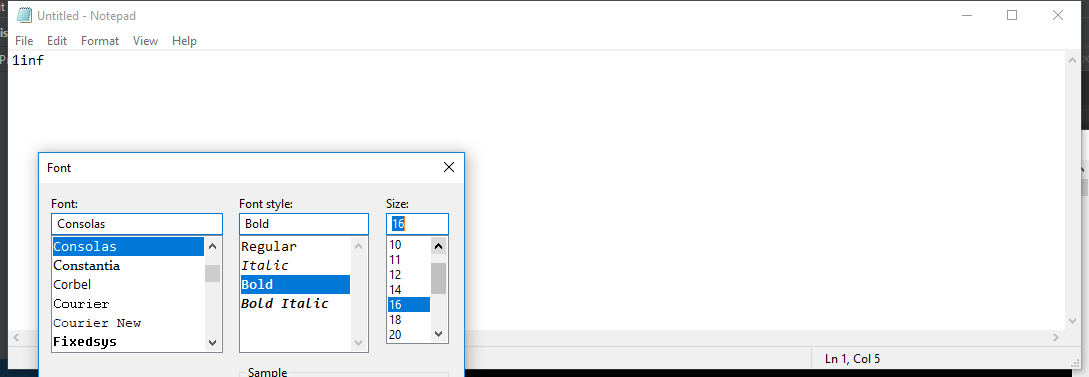 Untitled - Notepad
File Edit Format View Help
1inf
Font
Font: Font style: Size:
Consolas Bold 16
Consolas Regular 10
Constantia Italic 11
Corbel Bold 12
Courier Bold Italic 14
Courier New 16
Fixedsys 18
20
Sample
Ln 1, Col 5